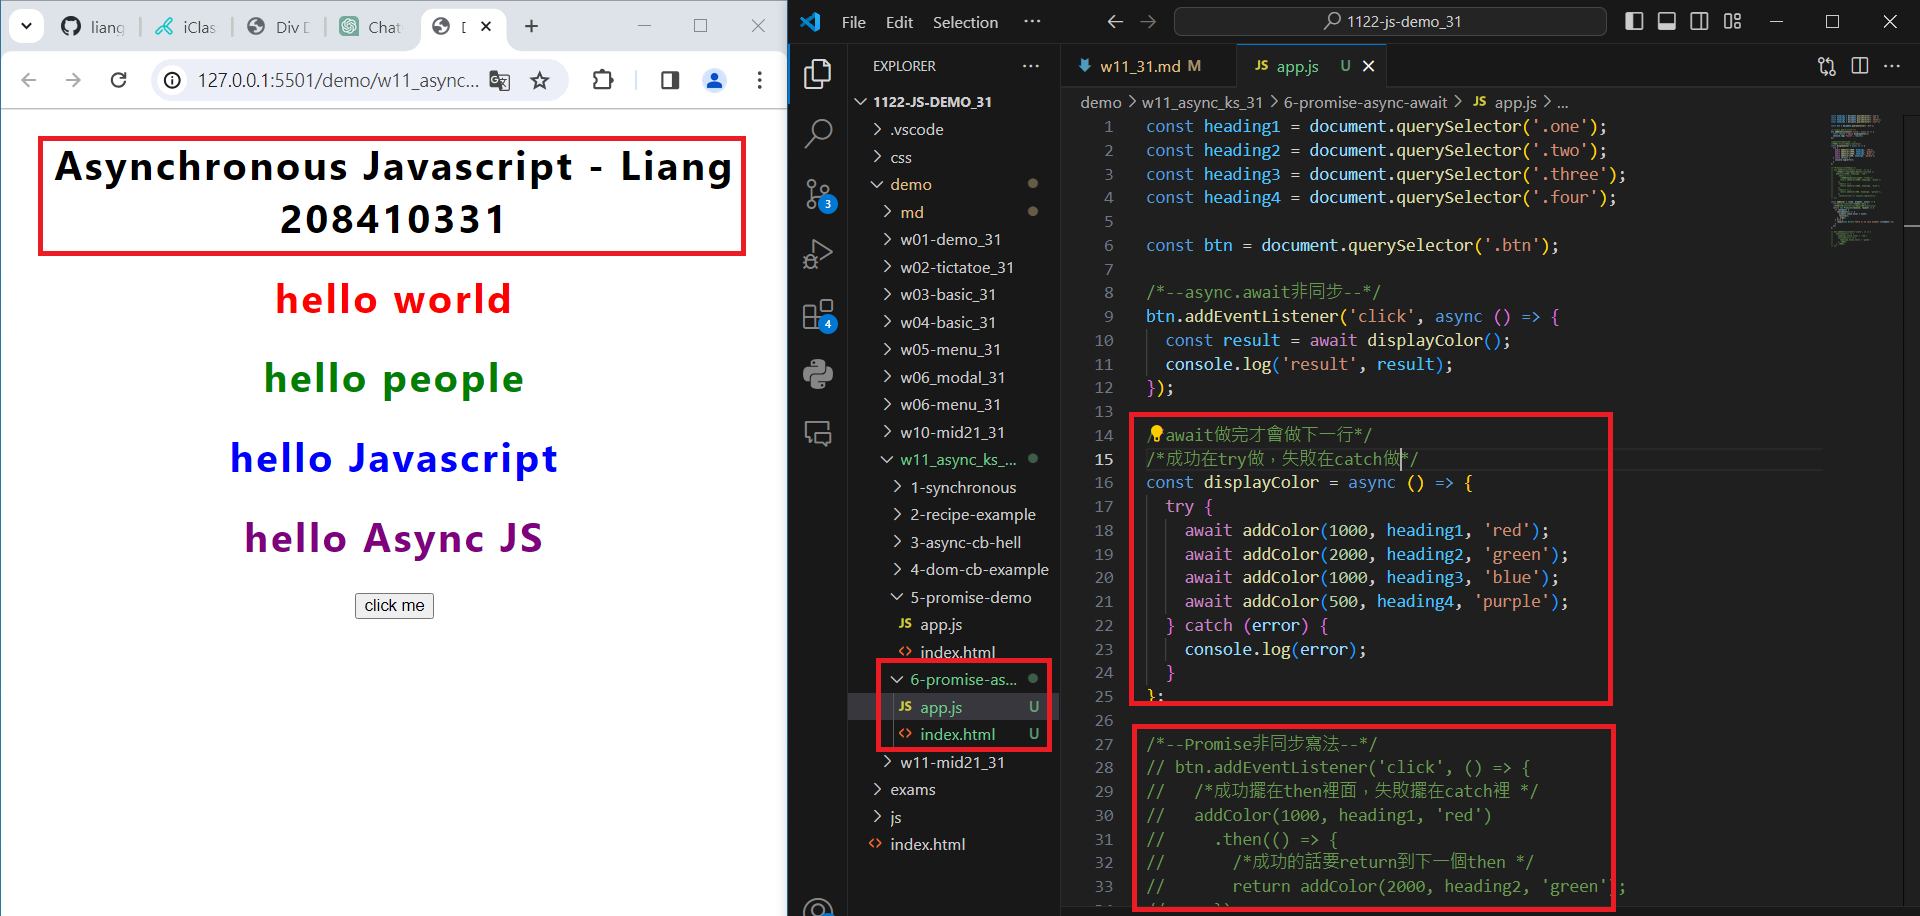 liang
iClas
Div D
Chat
D
127.0.0.1:5501/demo/w11_async...
Asynchronous Javascript - Liang
208410331
hello world
hello people
hello Javascript
hello Async JS
click me
File Edit Selection ...
1122-js-demo_31
3
4
EXPLORER ...
1122-JS-DEMO_31
.vscode
css
demo
md
w01-demo_31
w02-tictatoe_31
w03-basic_31
w04-basic_31
w05-menu_31
w06_modal_31
w06-menu_31
w10-mid21_31
w11_async_ks_...
1-synchronous
2-recipe-example
3-async-cb-hell
4-dom-cb-example
5-promise-demo
JS app.js
<> index.html
6-promise-as...
JS app.js U
<> index.html U
w11-mid21_31
exams
js
<> index.html
w11_31.md M
JS app.js U
demo > w11_async_ks_31 > 6-promise-async-await > JS app.js > ...
1 const heading1 = document.querySelector('.one');
2 const heading2 = document.querySelector('.two');
3 const heading3 = document.querySelector('.three');
4 const heading4 = document.querySelector('.four');
5
6 const btn = document.querySelector('.btn');
7
8 /*--async.await非同步--*/
9 btn.addEventListener('click', async () => {
10 const result = await displayColor();
11 console.log('result', result);
12 });
13
14 /await做完才會做下一行*/
15 /*成功在try做，失敗在catch做*/
16 const displayColor = async () => {
17 try {
18 await addColor(1000, heading1, 'red');
19 await addColor(2000, heading2, 'green');
20 await addColor(1000, heading3, 'blue');
21 await addColor(500, heading4, 'purple');
22 } catch (error) {
23 console.log(error);
24 }
25 };
26
27 /*--Promise非同步寫法--*/
28 // btn.addEventListener('click', () => {
29 // /*成功擺在then裡面，失敗擺在catch裡 */
30 // addColor(1000, heading1, 'red')
31 // .then(() => {
32 // /*成功的話要return到下一個then */
33 // return addColor(2000, heading2, 'green');